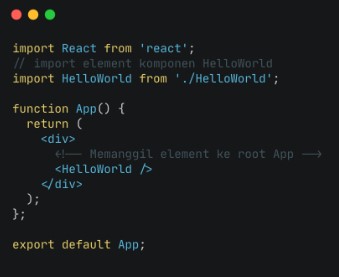 import React from 'react';
// import element komponen HelloWorld
import HelloWorld from './HelloWorld';
function App() {
return (
<div>
<!-- Memanggil element ke root App -->
<HelloWorld />
</div>
);
};
export default App;